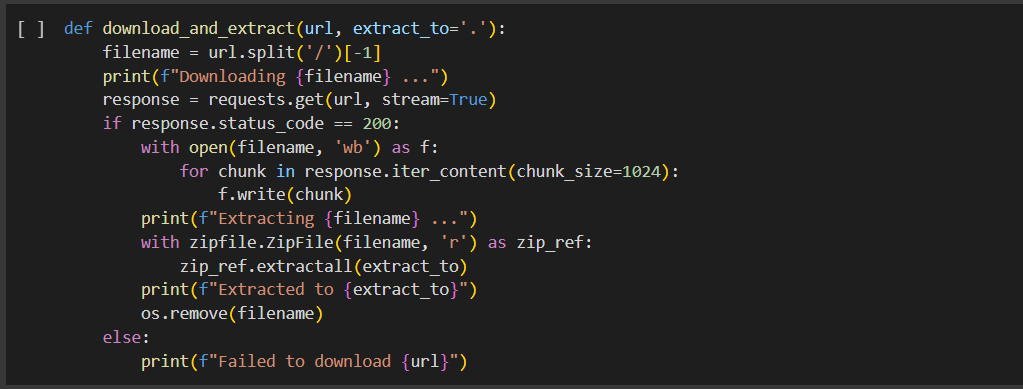 [ ] def download_and_extract(url, extract_to='.'):
        filename = url.split('/')[-1]
        print(f"Downloading {filename} ...")
        response = requests.get(url, stream=True)
        if response.status_code == 200:
            with open(filename, 'wb') as f:
                for chunk in response.iter_content(chunk_size=1024):
                    f.write(chunk)
            print(f"Extracting {filename} ...")
            with zipfile.ZipFile(filename, 'r') as zip_ref:
                zip_ref.extractall(extract_to)
            print(f"Extracted to {extract_to}")
            os.remove(filename)
        else:
            print(f"Failed to download {url}")